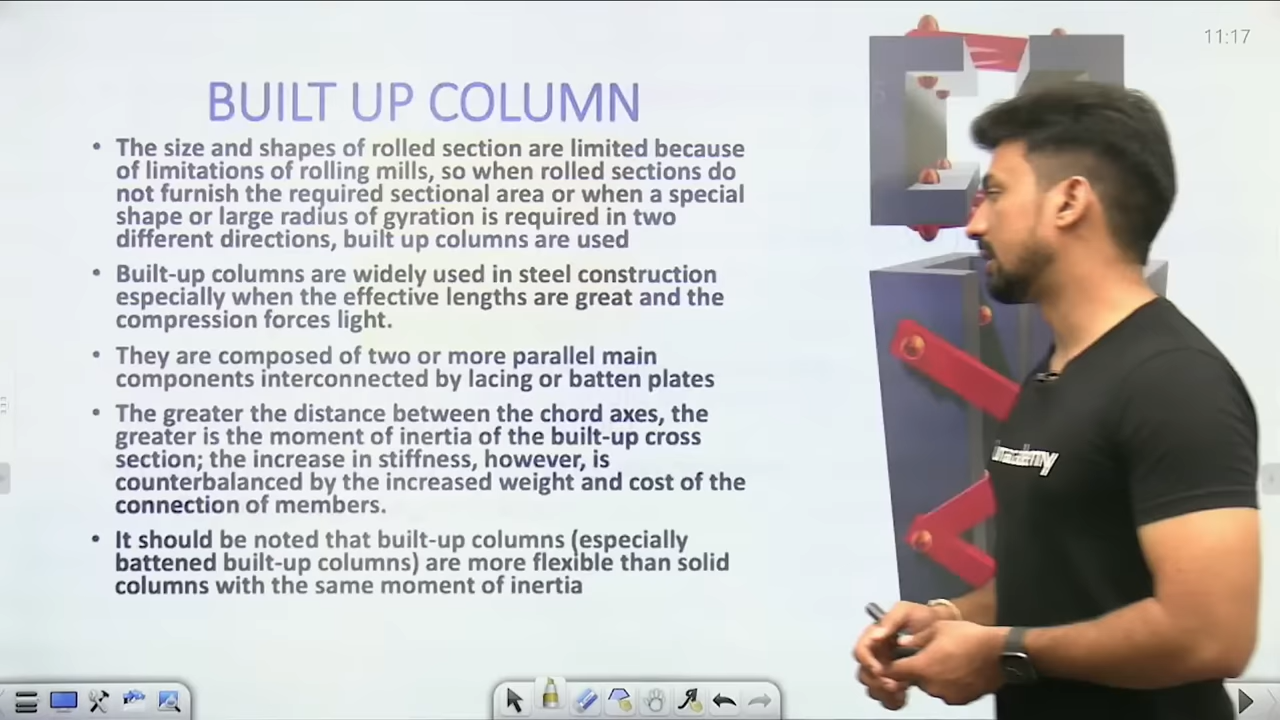 11:17
BUILT UP COLUMN
• The size and shapes of rolled section are limited because
of limitations of rolling mills, so when rolled sections do
not furnish the required sectional area or when a special
shape or large radius of gyration is required in two
different directions, built up columns are used
• Built-up columns are widely used in steel construction
especially when the effective lengths are great and the
compression forces light.
• They are composed of two or more parallel main
components interconnected by lacing or batten plates
• The greater the distance between the chord axes, the
greater is the moment of inertia of the built-up cross
section; the increase in stiffness, however, is
counterbalanced by the increased weight and cost of the
connection of members.
• It should be noted that built-up columns (especially
battened built-up columns) are more flexible than solid
columns with the same moment of inertia
unacademy